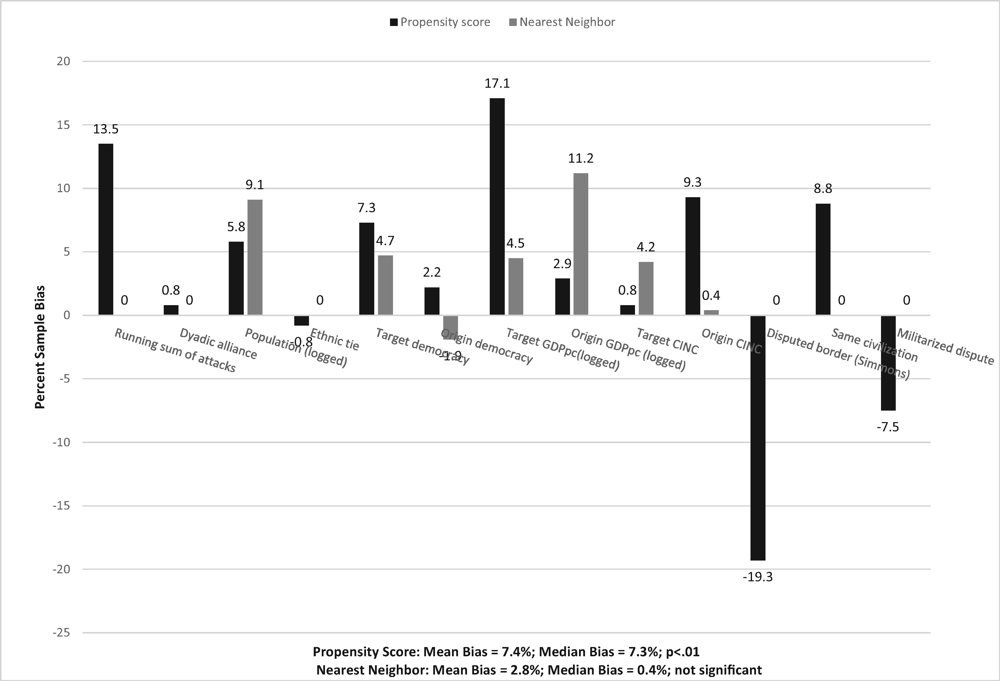 Propensity score Nearest Neighbor
20
15
10
5
0
-5
-10
-15
-20
-25
Percent Sample Bias
13.5 0
0.8 0
5.8 9.1
-0.8 0
7.3 4.7
2.2 -1.9
17.1 4.5
2.9 11.2
0.8 4.2
9.3 0.4
-19.3 0
8.8 0
-7.5 0
Running sum of attacks
Dyadic alliance
Population (logged)
Ethnic tie
Target democracy
Origin democracy
Target GDPpc(logged)
Origin GDPpc (logged)
Target CINC
Origin CINC
Disputed border (Simmons)
Same civilization
Militarized dispute
Propensity Score: Mean Bias = 7.4%; Median Bias = 7.3%; p<.01
Nearest Neighbor: Mean Bias = 2.8%; Median Bias = 0.4%; not significant